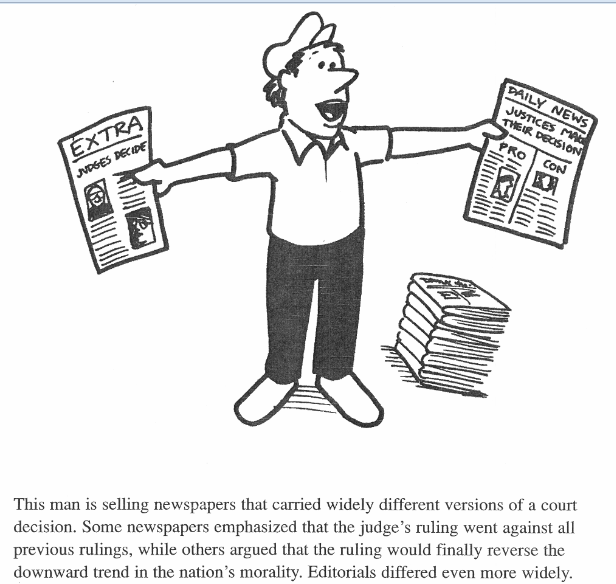 EXTRA
JUDGES DECIDE
DAILY NEWS
JUSTICES MAKE
THEIR DECISION
PRO
CON
This man is selling newspapers that carried widely different versions of a court
decision. Some newspapers emphasized that the judge's ruling went against all
previous rulings, while others argued that the ruling would finally reverse the
downward trend in the nation's morality. Editorials differed even more widely.